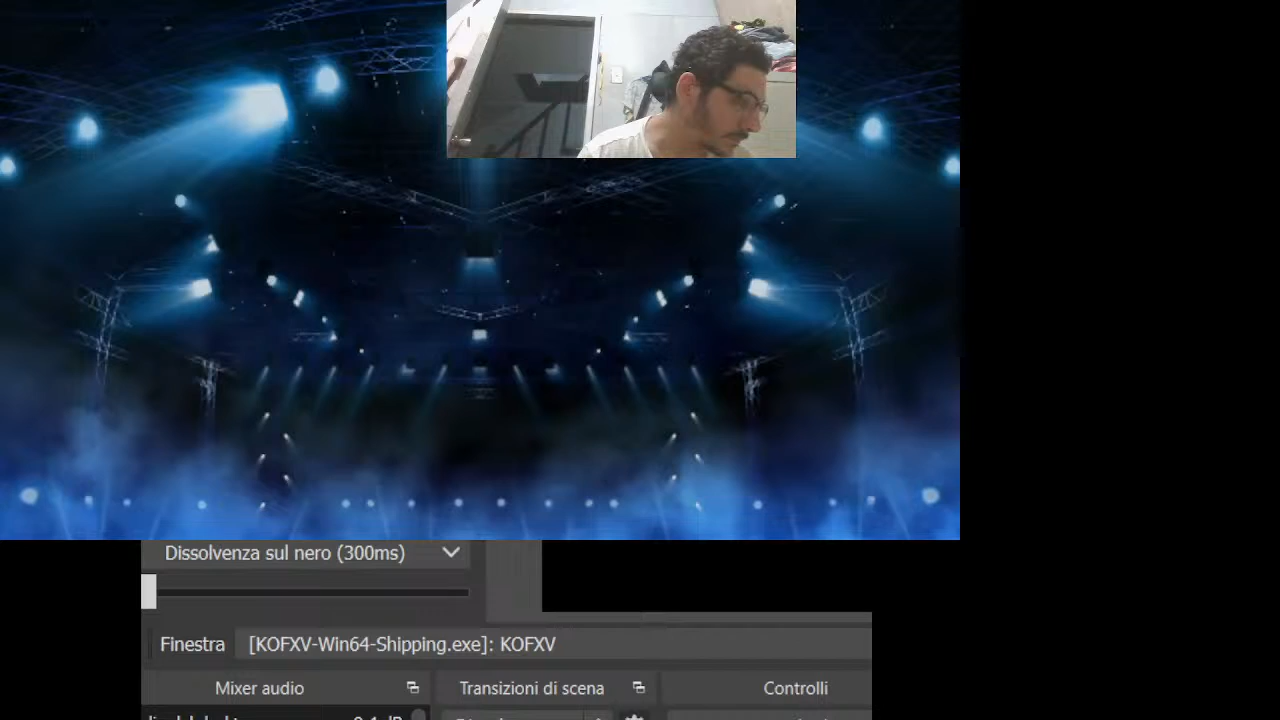 Dissolvenza sul nero (300ms)
Finestra [KOFXV-Win64-Shipping.exe]: KOFXV
Mixer audio Transizioni di scena Controlli